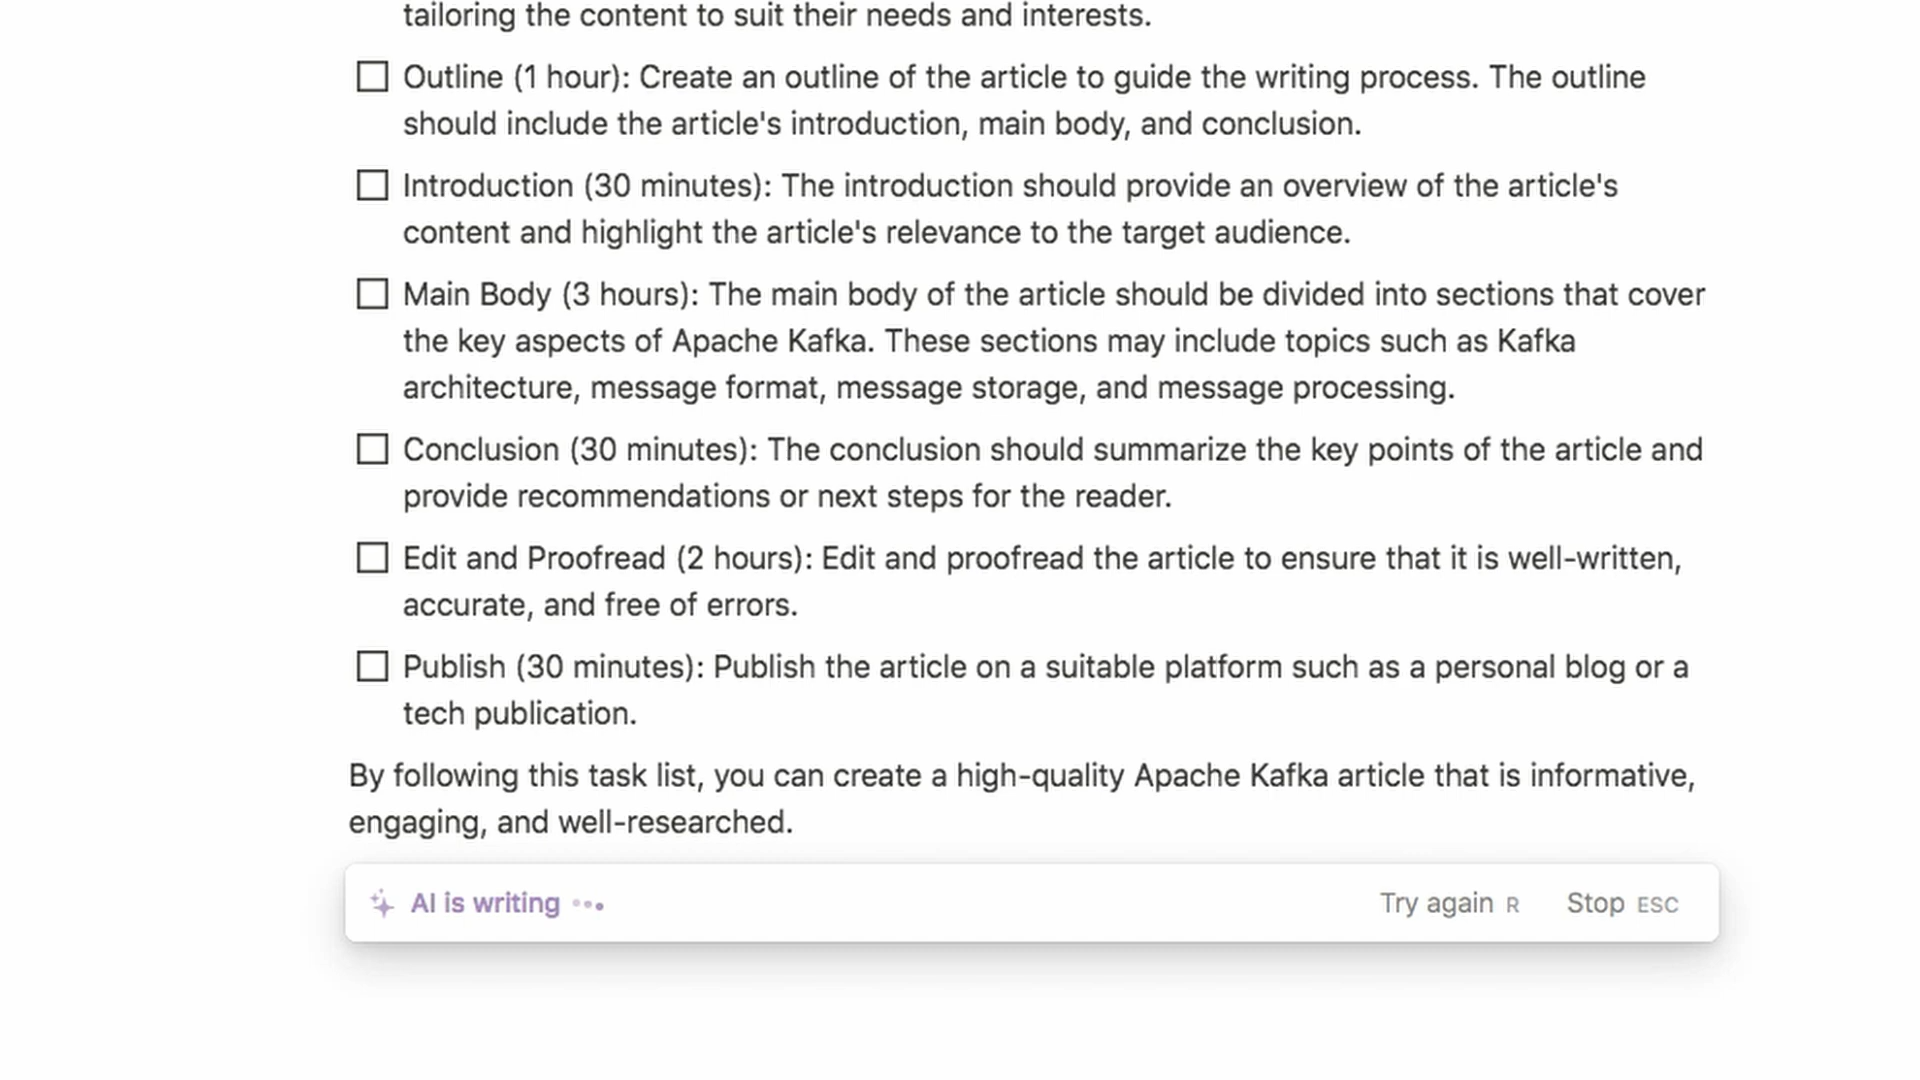 tailoring the content to suit their needs and interests.
Outline (1 hour): Create an outline of the article to guide the writing process. The outline
should include the article's introduction, main body, and conclusion.
Introduction (30 minutes): The introduction should provide an overview of the article's
content and highlight the article's relevance to the target audience.
Main Body (3 hours): The main body of the article should be divided into sections that cover
the key aspects of Apache Kafka. These sections may include topics such as Kafka
architecture, message format, message storage, and message processing.
Conclusion (30 minutes): The conclusion should summarize the key points of the article and
provide recommendations or next steps for the reader.
Edit and Proofread (2 hours): Edit and proofread the article to ensure that it is well-written,
accurate, and free of errors.
Publish (30 minutes): Publish the article on a suitable platform such as a personal blog or a
tech publication.
By following this task list, you can create a high-quality Apache Kafka article that is informative,
engaging, and well-researched.
AI is writing Try again R Stop ESC